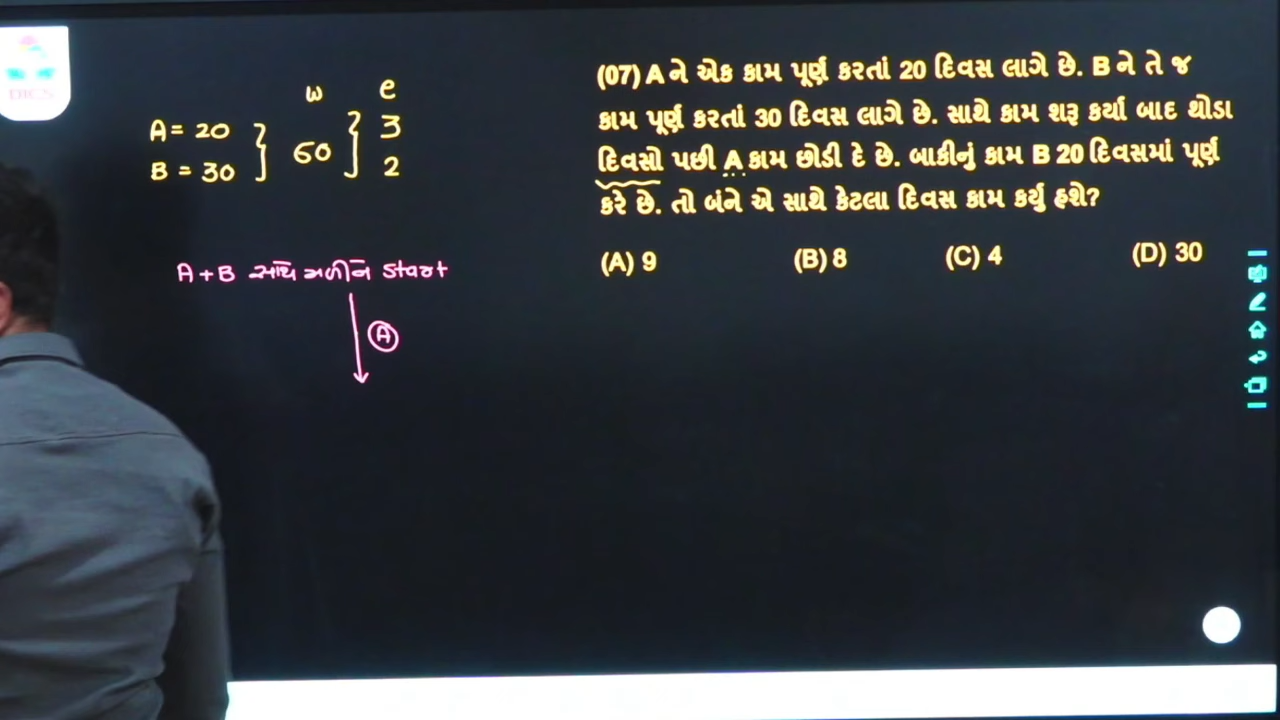 DICS
w e
A = 20 } 60 } 3
B = 30 2
A+B સાથે મળીને start
A
(07) A ને એક કામ પૂર્ણ કરતાં 20 દિવસ લાગે છે. B ને તે જ
કામ પૂર્ણ કરતાં 30 દિવસ લાગે છે. સાથે કામ શરૂ કર્યા બાદ થોડા
દિવસો પછી A કામ છોડી દે છે. બાકીનું કામ B 20 દિવસમાં પૂર્ણ
કરે છે. તો બંને એ સાથે કેટલા દિવસ કામ કર્યુ હશે?
(A) 9 (B) 8 (C) 4 (D) 30